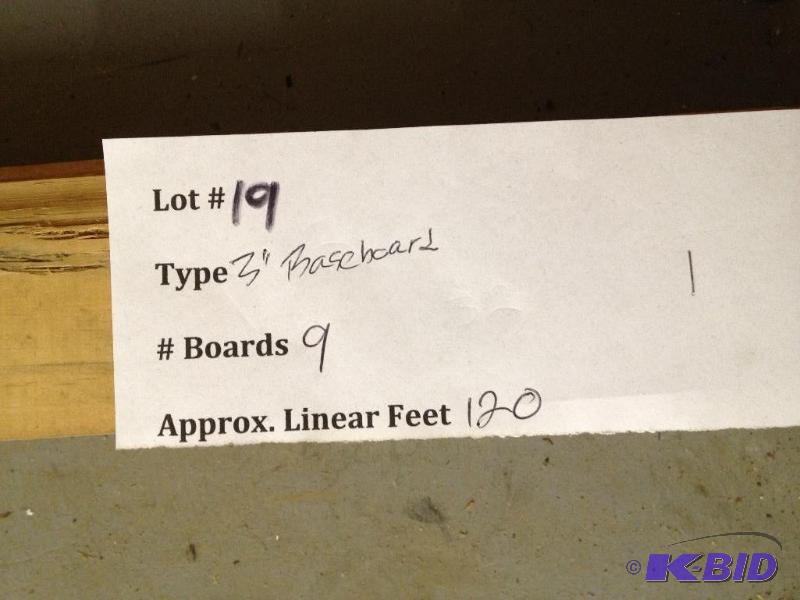 Lot # 19
Type 3" Baseboard
1
# Boards 9
Approx. Linear Feet 120
© K-BID